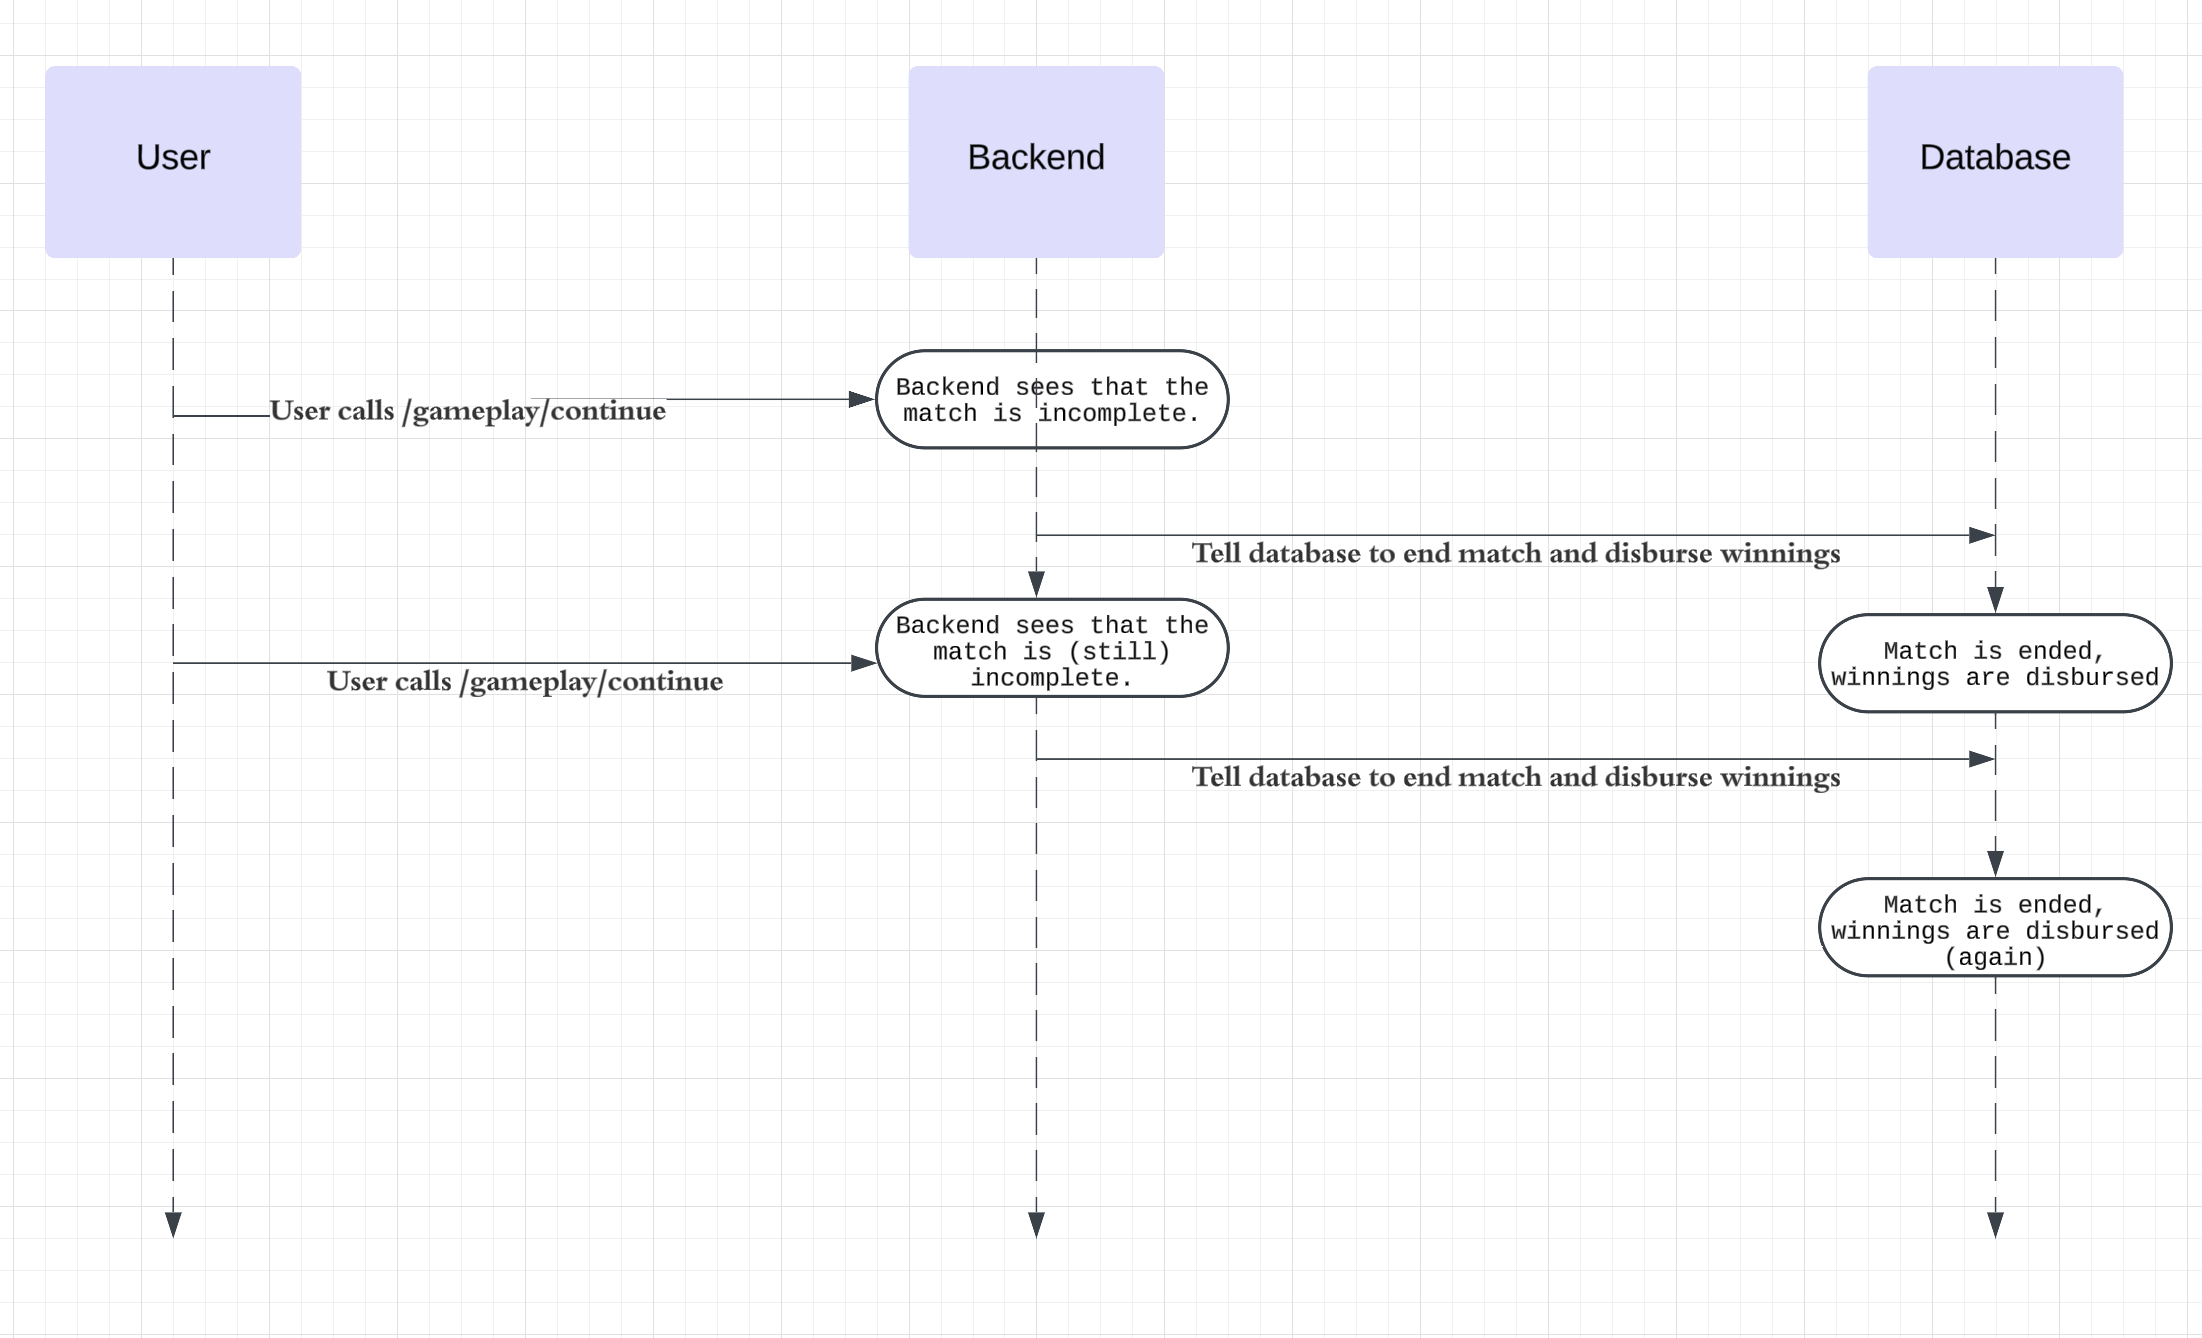 User
Backend
Database
Backend sees that the
match is incomplete.
User calls /gameplay/continue
Tell database to end match and disburse winnings
Backend sees that the
match is (still)
incomplete.
User calls /gameplay/continue
Match is ended,
winnings are disbursed
Tell database to end match and disburse winnings
Match is ended,
winnings are disbursed
(again)